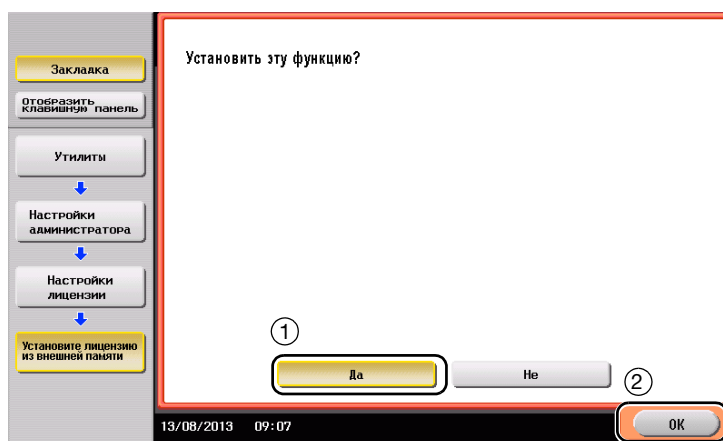 Закладка
Отобразить
клавишную панель
Утилиты
Настройки
администратора
Настройки
лицензии
Установите лицензию
из внешней памяти
Установить эту функцию?
1
Да
Не
2
13/08/2013 09:07
OK